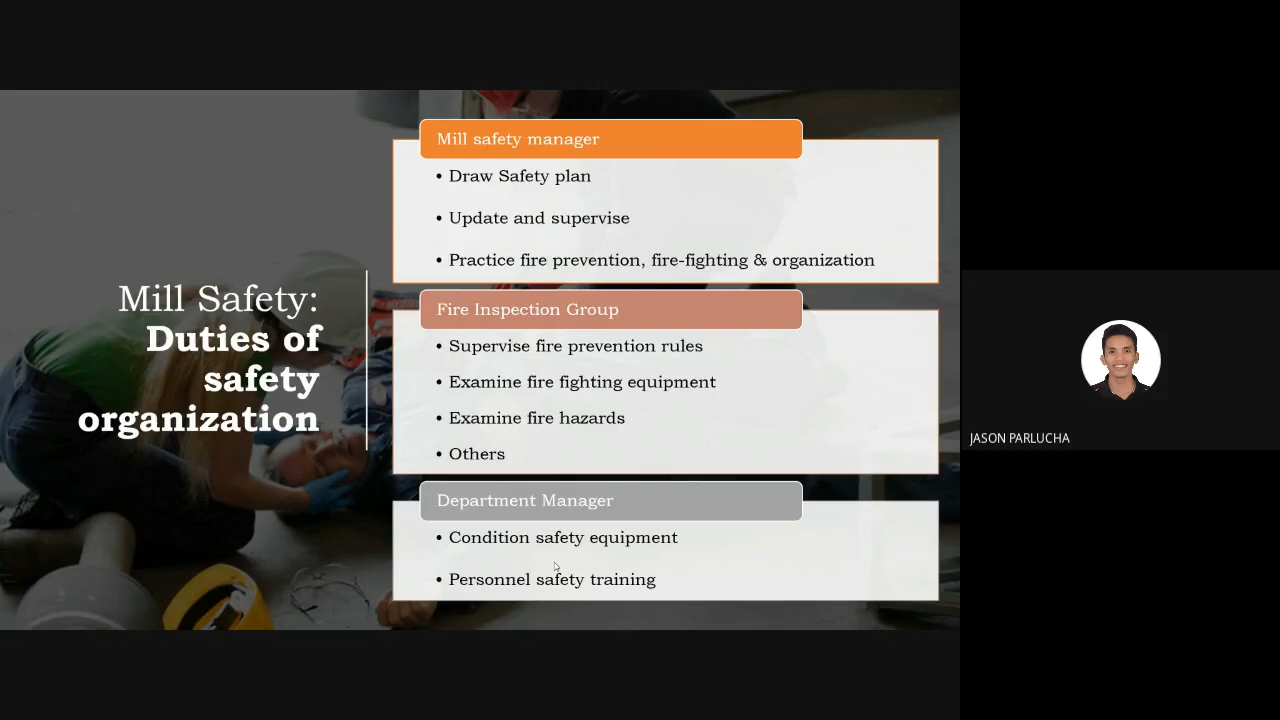 Mill Safety:
Duties of
safety
organization
Mill safety manager
• Draw Safety plan
• Update and supervise
• Practice fire prevention, fire-fighting & organization
Fire Inspection Group
• Supervise fire prevention rules
• Examine fire fighting equipment
• Examine fire hazards
• Others
Department Manager
• Condition safety equipment
• Personnel safety training
JASON PARLUCHA